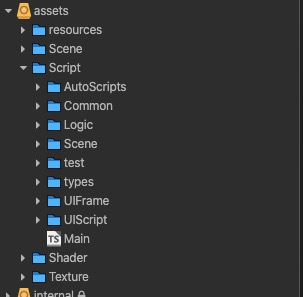 assets
resources
Scene
Script
AutoScripts
Common
Logic
Scene
test
types
UIFrame
UIScript
TS Main
Shader
Texture
internal